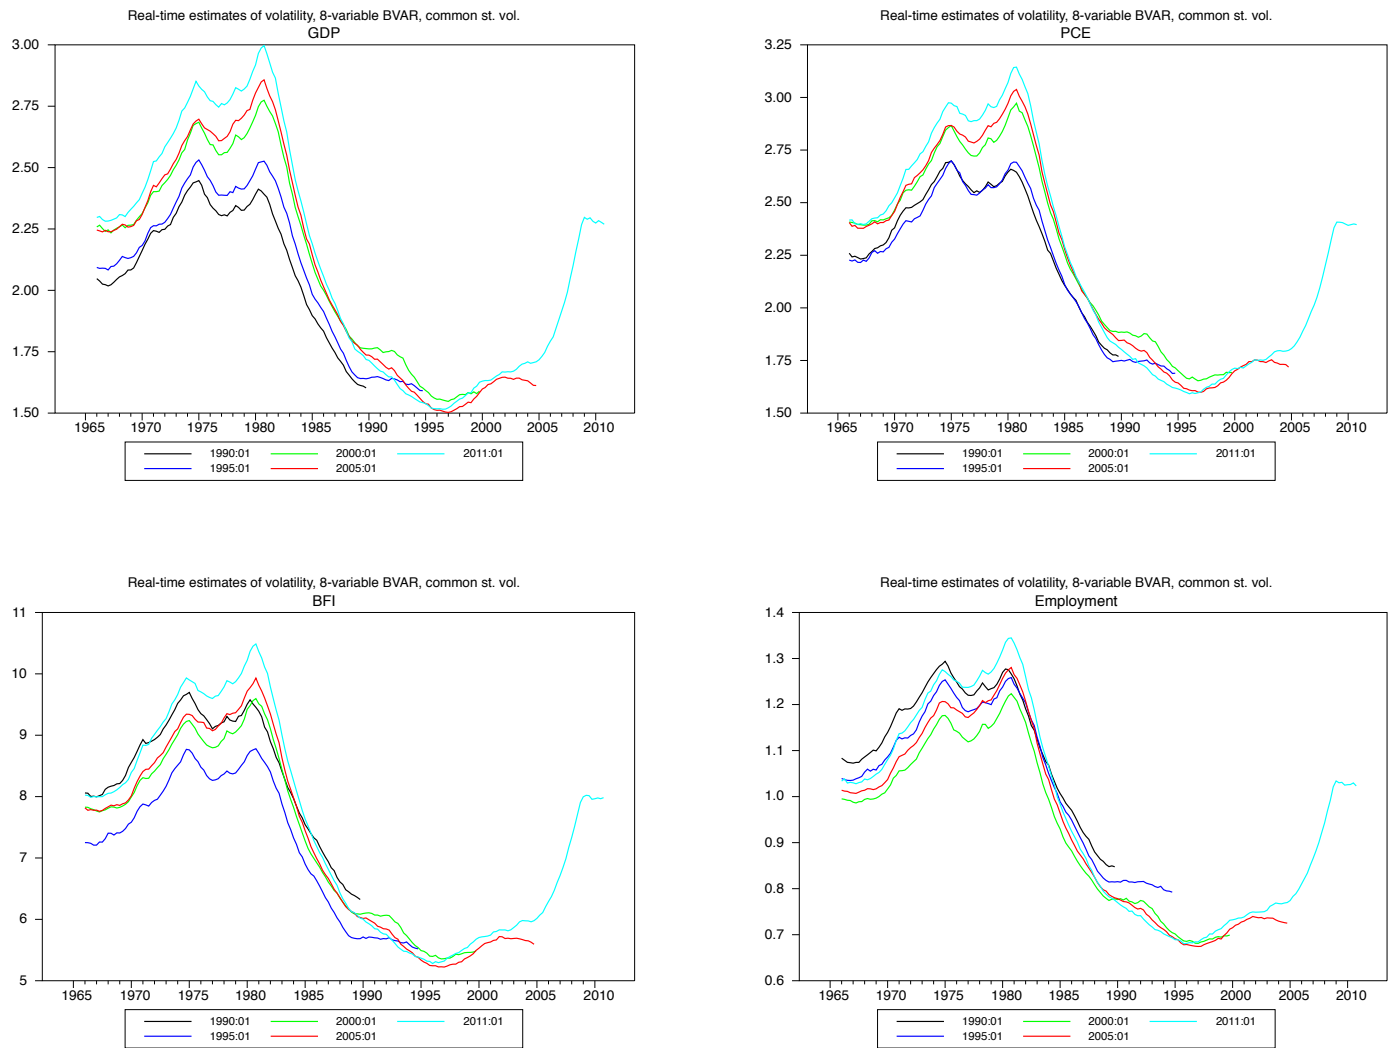 Real-time estimates of volatility, 8-variable BVAR, common st. vol.
GDP
3.00
2.75
2.50
2.25
2.00
1.75
1.50
1965 1970 1975 1980 1985 1990 1995 2000 2005 2010
1990:01 2000:01 2011:01
1995:01 2005:01
Real-time estimates of volatility, 8-variable BVAR, common st. vol.
PCE
3.25
3.00
2.75
2.50
2.25
2.00
1.75
1.50
1965 1970 1975 1980 1985 1990 1995 2000 2005 2010
1990:01 2000:01 2011:01
1995:01 2005:01
Real-time estimates of volatility, 8-variable BVAR, common st. vol.
BFI
11
10
9
8
7
6
5
1965 1970 1975 1980 1985 1990 1995 2000 2005 2010
1990:01 2000:01 2011:01
1995:01 2005:01
Real-time estimates of volatility, 8-variable BVAR, common st. vol.
Employment
1.4
1.3
1.2
1.1
1.0
0.9
0.8
0.7
0.6
1965 1970 1975 1980 1985 1990 1995 2000 2005 2010
1990:01 2000:01 2011:01
1995:01 2005:01